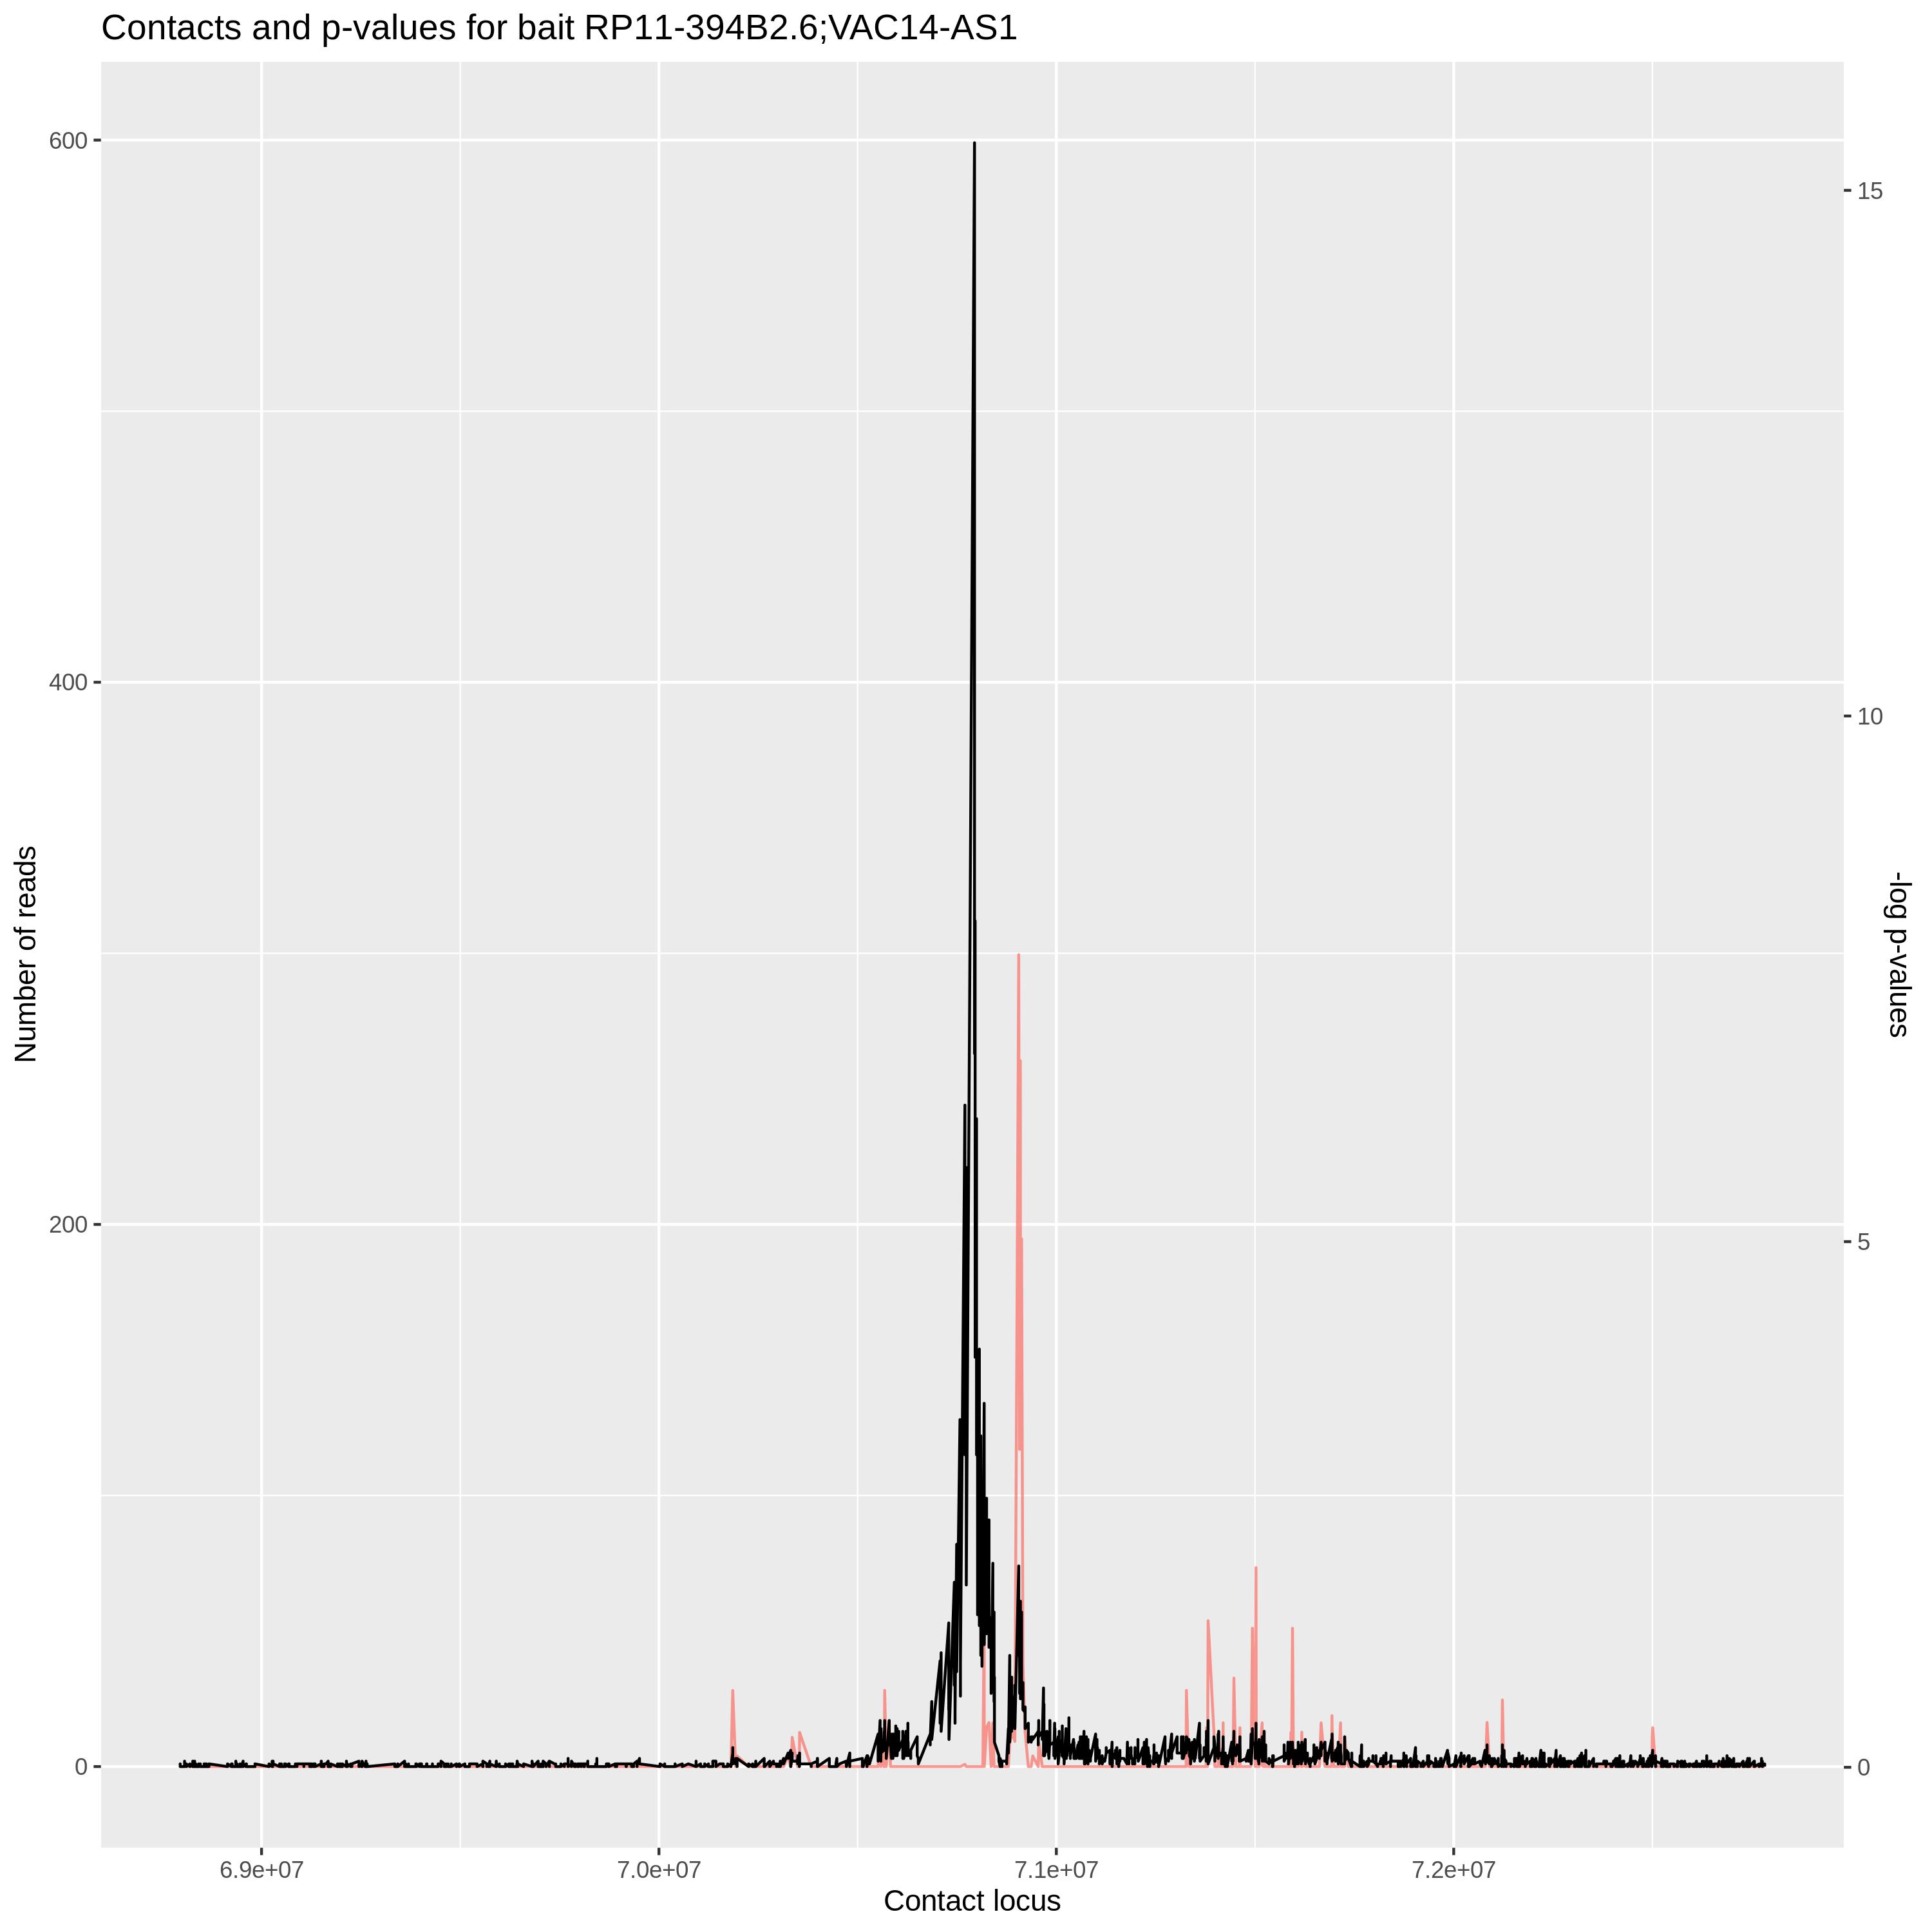 Contacts and p-values for bait RP11-394B2.6;VAC14-AS1
600
400
200
0
Number of reads
15
10
5
0
-log p-values
6.9e+07
7.0e+07
7.1e+07
7.2e+07
Contact locus